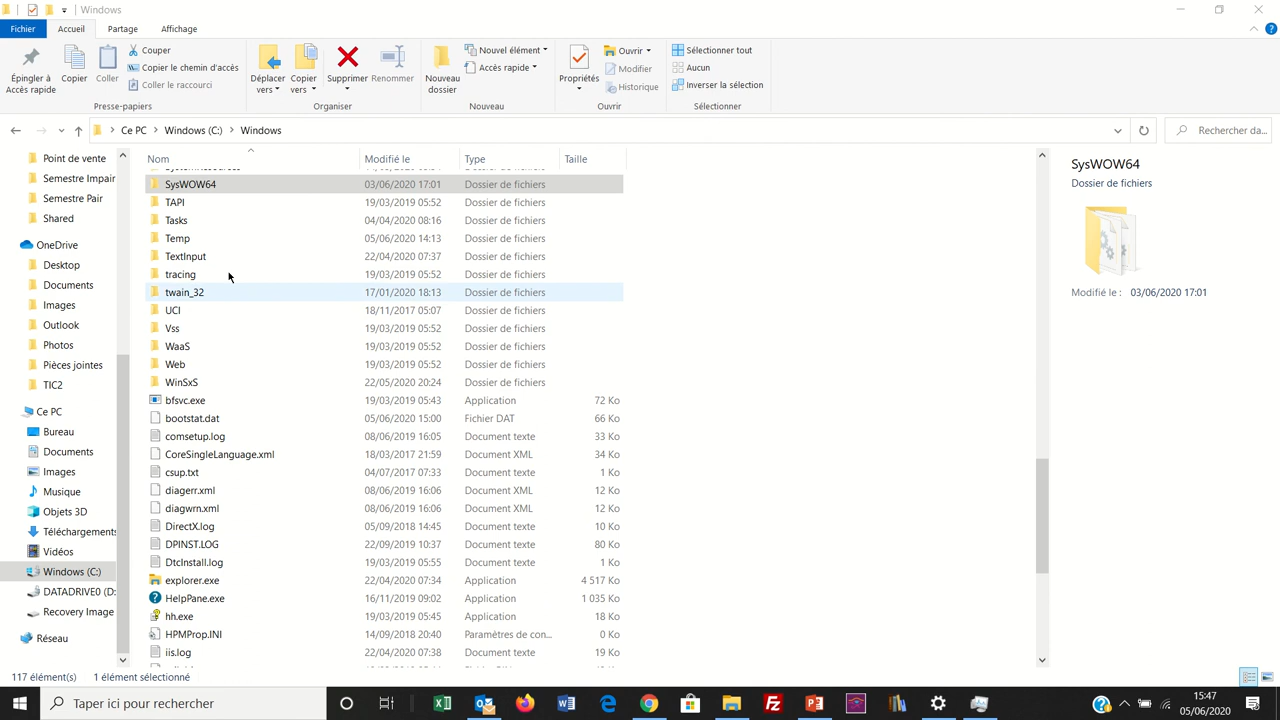 Windows
Fichier Accueil Partage Affichage
Épingler à Accès rapide
Copier
Coller
Couper
Copier le chemin d'accès
Coller le raccourci
Presse-papiers
Déplacer vers
Copier vers
Supprimer
Renommer
Organiser
Nouveau dossier
Nouvel élément
Accès rapide
Nouveau
Propriétés
Ouvrir
Modifier
Historique
Ouvrir
Sélectionner tout
Aucun
Inverser la sélection
Sélectionner
Ce PC > Windows (C:) > Windows
Rechercher da...
Point de vente
Semestre Impair
Semestre Pair
Shared
OneDrive
Desktop
Documents
Images
Outlook
Photos
Pièces jointes
TIC2
Ce PC
Bureau
Documents
Images
Musique
Objets 3D
Téléchargements
Vidéos
Windows (C:)
DATADRIVE0 (D:
Recovery Image
Réseau
Nom Modifié le Type Taille
SysWOW64 03/06/2020 17:01 Dossier de fichiers
TAPI 19/03/2019 05:52 Dossier de fichiers
Tasks 04/04/2020 08:16 Dossier de fichiers
Temp 05/06/2020 14:13 Dossier de fichiers
TextInput 22/04/2020 07:37 Dossier de fichiers
tracing 19/03/2019 05:52 Dossier de fichiers
twain_32 17/01/2020 18:13 Dossier de fichiers
UCI 18/11/2017 05:07 Dossier de fichiers
Vss 19/03/2019 05:52 Dossier de fichiers
WaaS 19/03/2019 05:52 Dossier de fichiers
Web 19/03/2019 05:52 Dossier de fichiers
WinSxS 22/05/2020 20:24 Dossier de fichiers
bfsvc.exe 19/03/2019 05:43 Application 72 Ko
bootstat.dat 05/06/2020 15:00 Fichier DAT 66 Ko
comsetup.log 08/06/2019 16:05 Document texte 33 Ko
CoreSingleLanguage.xml 18/03/2017 21:59 Document XML 34 Ko
csup.txt 04/07/2017 07:33 Document texte 1 Ko
diagerr.xml 08/06/2019 16:06 Document XML 12 Ko
diagwrn.xml 08/06/2019 16:06 Document XML 12 Ko
DirectX.log 05/09/2018 14:45 Document texte 10 Ko
DPINST.LOG 22/09/2019 10:37 Document texte 80 Ko
DtcInstall.log 19/03/2019 05:55 Document texte 1 Ko
explorer.exe 22/04/2020 07:34 Application 4 517 Ko
HelpPane.exe 16/11/2019 09:02 Application 1 035 Ko
hh.exe 19/03/2019 05:45 Application 18 Ko
HPMProp.INI 14/09/2018 20:40 Paramètres de con... 0 Ko
iis.log 22/04/2020 07:38 Document texte 19 Ko
SysWOW64
Dossier de fichiers
Modifié le : 03/06/2020 17:01
117 élément(s) 1 élément sélectionné
Taper ici pour rechercher
15:47
05/06/2020